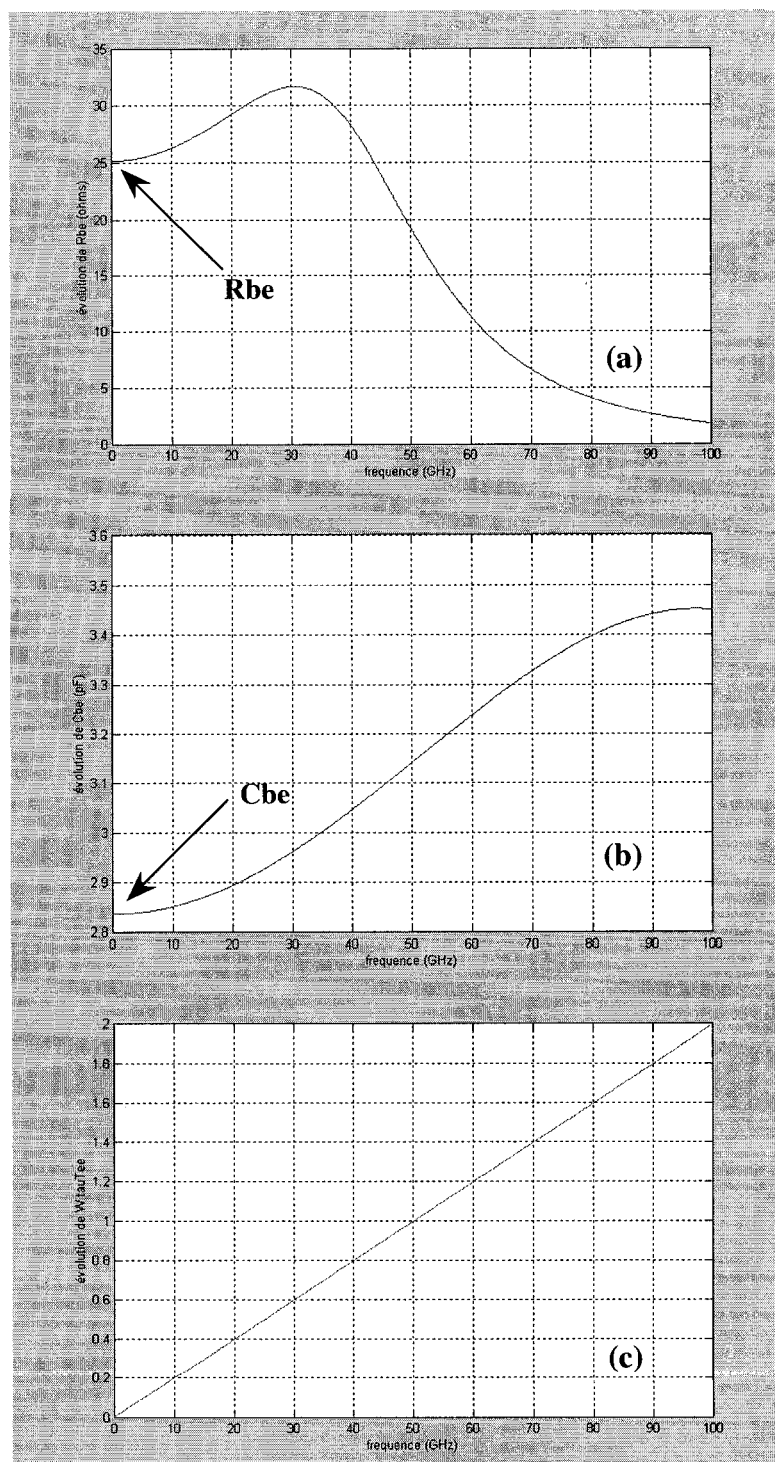 35
30
25
20
15
10
5
0
évolution de Rbe (ohms)
Rbe
(a)
0 10 20 30 40 50 60 70 80 90 100
frequence (GHz)
3.6
3.5
3.4
3.3
3.2
3.1
3
2.9
2.8
évolution de Cbe (pF)
Cbe
(b)
0 10 20 30 40 50 60 70 80 90 100
frequence (GHz)
2
1.8
1.6
1.4
1.2
1
0.8
0.6
0.4
0.2
0
évolution de W.tauTee
(c)
0 10 20 30 40 50 60 70 80 90 100
frequence (GHz)